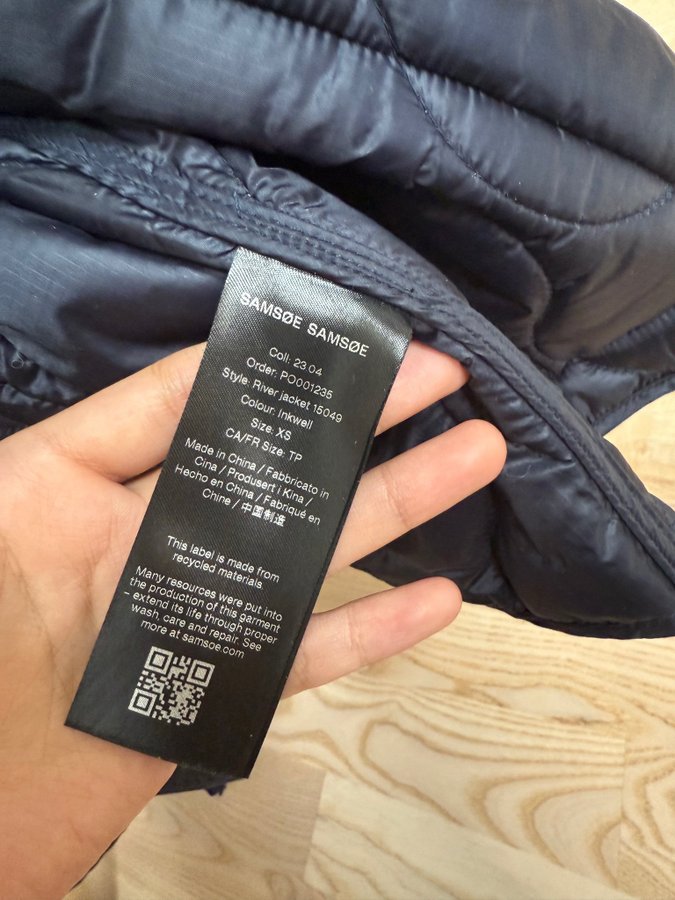 SAMSØE SAMSØE
Coll: 23.04
Order: PO001235
Style: River jacket 15049
Colour: Inkwell
Size: XS
CA/FR Size: TP
Made in China / Fabbricato in
Cina / Produsert i Kina /
Hecho en China / Fabriqué en
Chine / 中国制造
This label is made from
recycled materials.
Many resources were put into
the production of this garment
– extend its life through proper
wash, care and repair. See
more at samsoe.com